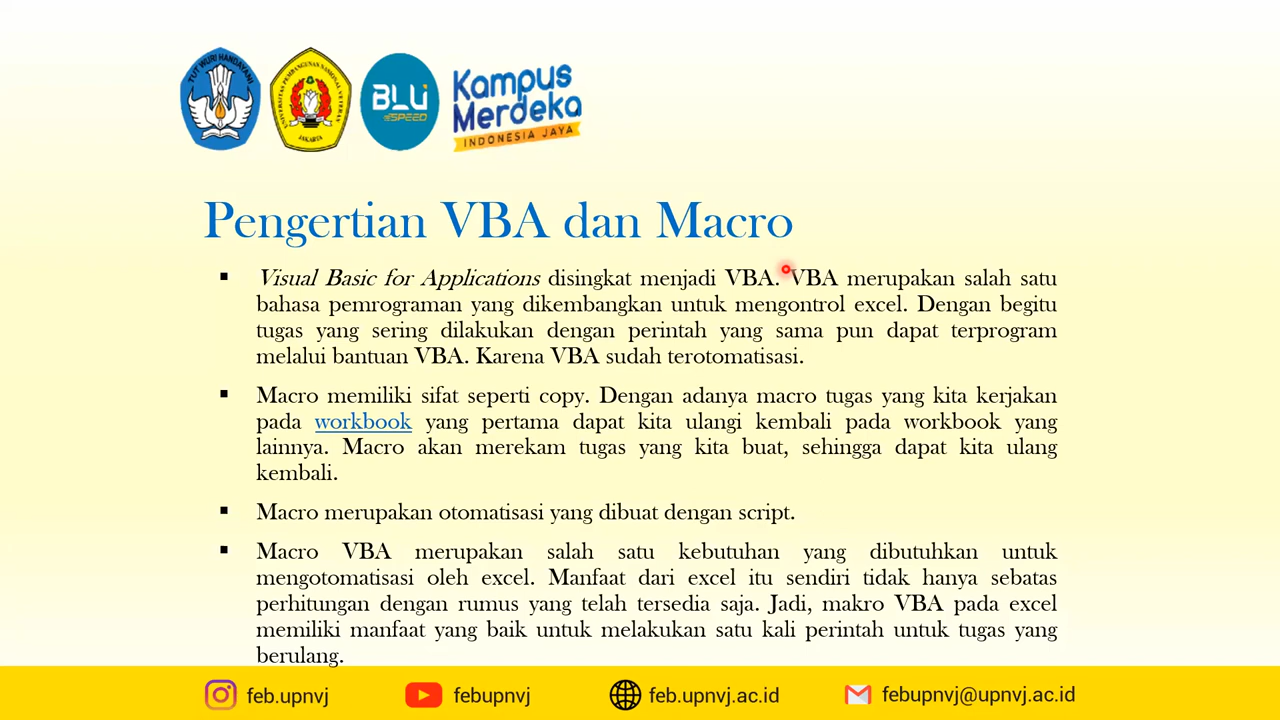 TUT WURI HANDAYANI
UNIVERSITAS PEMBANGUNAN NASIONAL VETERAN
JAKARTA
BLU
SPEED
Kampus
Merdeka
INDONESIA JAYA
Pengertian VBA dan Macro
▪ Visual Basic for Applications disingkat menjadi VBA. VBA merupakan salah satu
bahasa pemrograman yang dikembangkan untuk mengontrol excel. Dengan begitu
tugas yang sering dilakukan dengan perintah yang sama pun dapat terprogram
melalui bantuan VBA. Karena VBA sudah terotomatisasi.
▪ Macro memiliki sifat seperti copy. Dengan adanya macro tugas yang kita kerjakan
pada workbook yang pertama dapat kita ulangi kembali pada workbook yang
lainnya. Macro akan merekam tugas yang kita buat, sehingga dapat kita ulang
kembali.
▪ Macro merupakan otomatisasi yang dibuat dengan script.
▪ Macro VBA merupakan salah satu kebutuhan yang dibutuhkan untuk
mengotomatisasi oleh excel. Manfaat dari excel itu sendiri tidak hanya sebatas
perhitungan dengan rumus yang telah tersedia saja. Jadi, makro VBA pada excel
memiliki manfaat yang baik untuk melakukan satu kali perintah untuk tugas yang
berulang.
feb.upnvj
febupnvj
feb.upnvj.ac.id
febupnvj@upnvj.ac.id